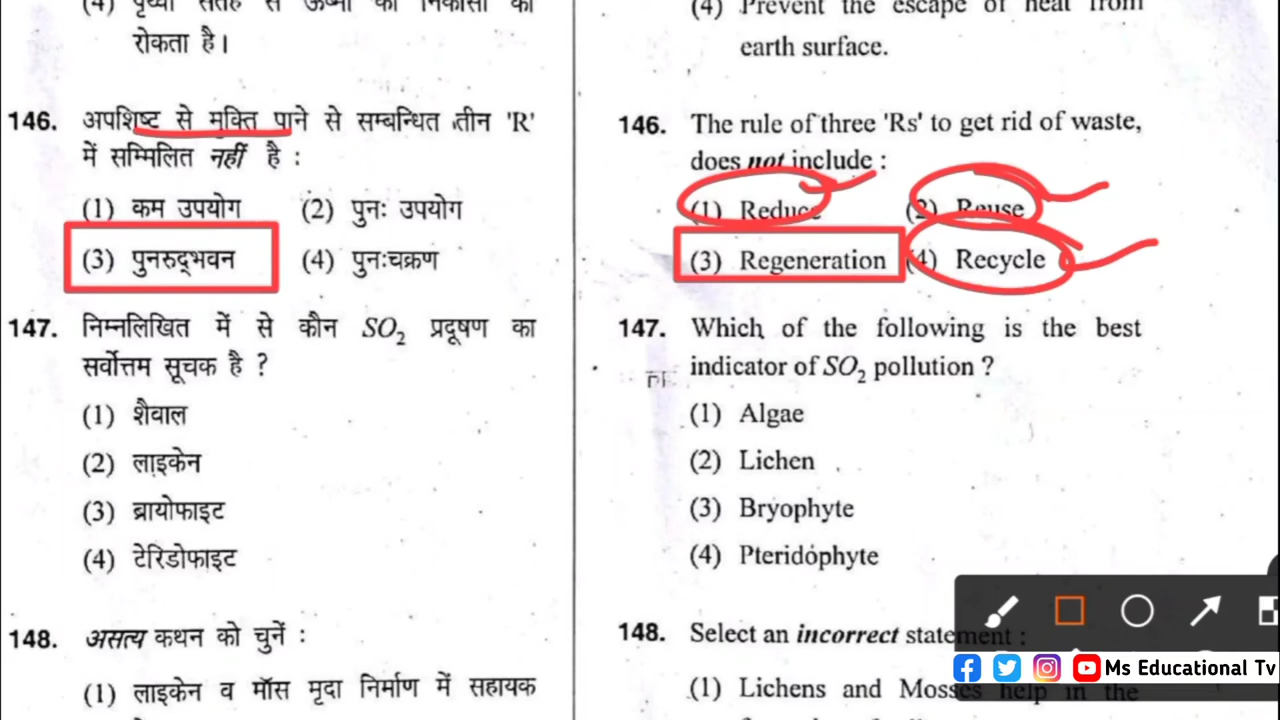 (4) पृथ्वी सतह से ऊष्मा की निकासी को
रोकता है।
146. अपशिष्ट से मुक्ति पाने से सम्बन्धित तीन 'R'
में सम्मिलित नहीं है :
(1) कम उपयोग (2) पुनः उपयोग
(3) पुनरुद्भवन (4) पुनःचक्रण
147. निम्नलिखित में से कौन SO₂ प्रदूषण का
सर्वोत्तम सूचक है ?
(1) शैवाल
(2) लाइकेन
(3) ब्रायोफाइट
(4) टेरिडोफाइट
148. असत्य कथन को चुनें :
(1) लाइकेन व मॉस मृदा निर्माण में सहायक
(4) Prevent the escape of heat from
earth surface.
146. The rule of three 'Rs' to get rid of waste,
does not include :
(1) Reduce (2) Reuse
(3) Regeneration (4) Recycle
147. Which of the following is the best
indicator of SO₂ pollution ?
(1) Algae
(2) Lichen
(3) Bryophyte
(4) Pteridophyte
148. Select an incorrect statement :
(1) Lichens and Mosses help in the
Ms Educational Tv